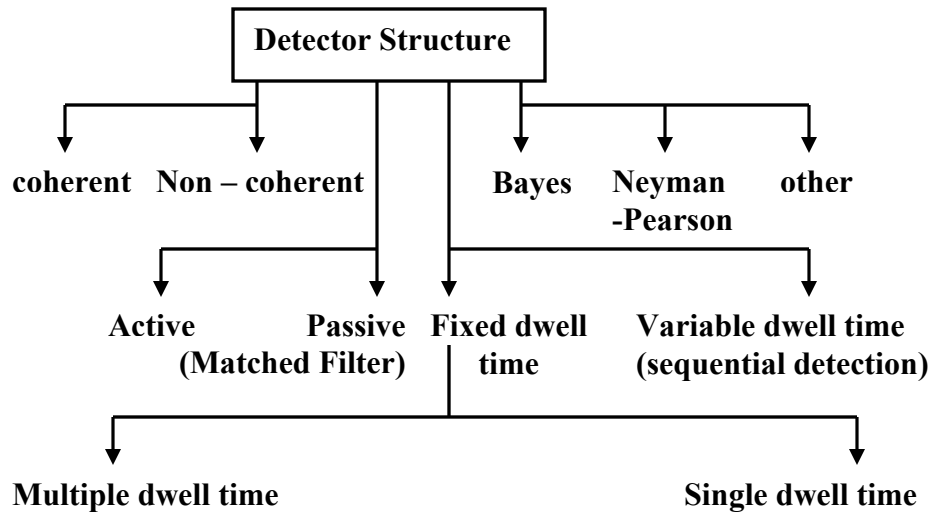 Detector Structure
coherent
Non – coherent
Bayes
Neyman
-Pearson
other
Active
Passive
(Matched Filter)
Fixed dwell
time
Variable dwell time
(sequential detection)
Multiple dwell time
Single dwell time